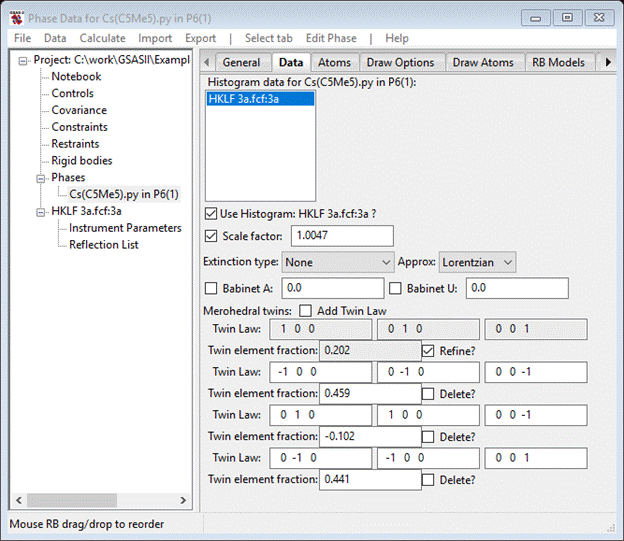 Phase Data for Cs(C5Me5).py in P6(1)
File Data Calculate Import Export | Select tab Edit Phase | Help
Project: C:\work\GSASII\Exampl
Notebook
Controls
Covariance
Constraints
Restraints
Rigid bodies
Phases
Cs(C5Me5).py in P6(1)
HKLF 3a.fcf:3a
Instrument Parameters
Reflection List
General Data Atoms Draw Options Draw Atoms RB Models
Histogram data for Cs(C5Me5).py in P6(1):
HKLF 3a.fcf:3a
Use Histogram: HKLF 3a.fcf:3a ?
Scale factor: 1.0047
Extinction type: None Approx: Lorentzian
Babinet A: 0.0 Babinet U: 0.0
Merohedral twins: Add Twin Law
Twin Law: 1 0 0 0 1 0 0 0 1
Twin element fraction: 0.202 Refine?
Twin Law: -1 0 0 0 -1 0 0 0 -1
Twin element fraction: 0.459 Delete?
Twin Law: 0 1 0 1 0 0 0 0 -1
Twin element fraction: -0.102 Delete?
Twin Law: 0 -1 0 -1 0 0 0 0 1
Twin element fraction: 0.441 Delete?
Mouse RB drag/drop to reorder